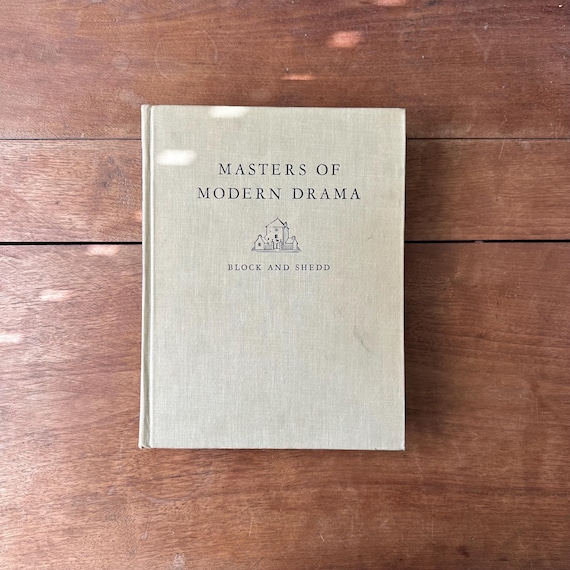 MASTERS OF
MODERN DRAMA
BLOCK AND SHEDD